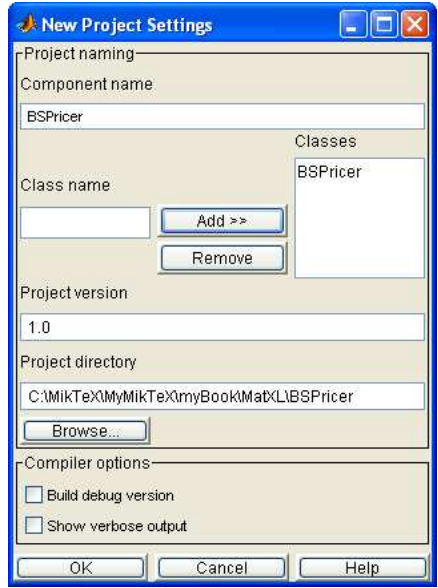 New Project Settings
Project naming
Component name
BSPricer
Classes
BSPricer
Class name
Add >>
Remove
Project version
1.0
Project directory
C:\MikTeX\MyMikTeX\myBook\MatXL\BSPricer
Browse...
Compiler options
Build debug version
Show verbose output
OK Cancel Help